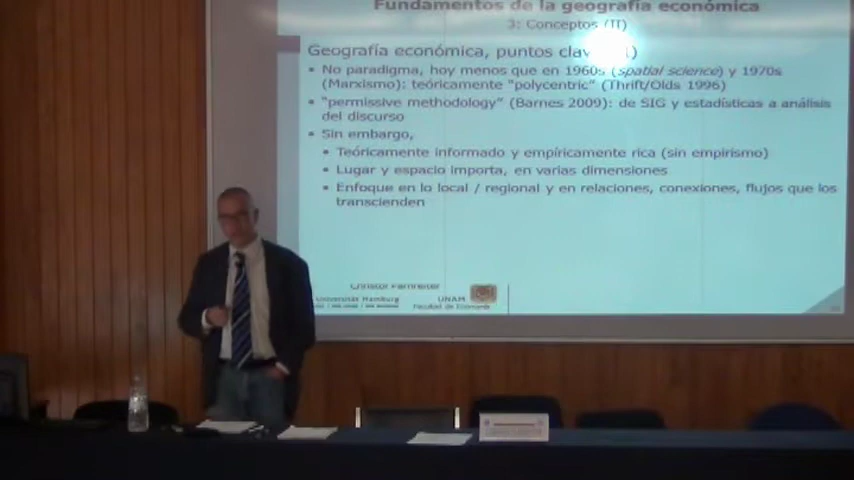 Fundamentos de la geografía económica
3: Conceptos (II)
Geografía económica, puntos
No paradigma, hoy menos que en 1960s (spatial science) y 1970s
(Marxismo): teóricamente "polycentric" (Thrift/Olds 1996)
"permissive methodology" (Barnes 2009): de SIG y estadísticas a análisis
del discurso
Sin embargo,
Teóricamente informado y empíricamente rica (sin empirismo)
Lugar y espacio importa, en varias dimensiones
Enfoque en lo local / regional y en relaciones, conexiones, flujos que los
transcienden
Christof Parnreiter
Universität Hamburg
UNAM
Facultad de Economía